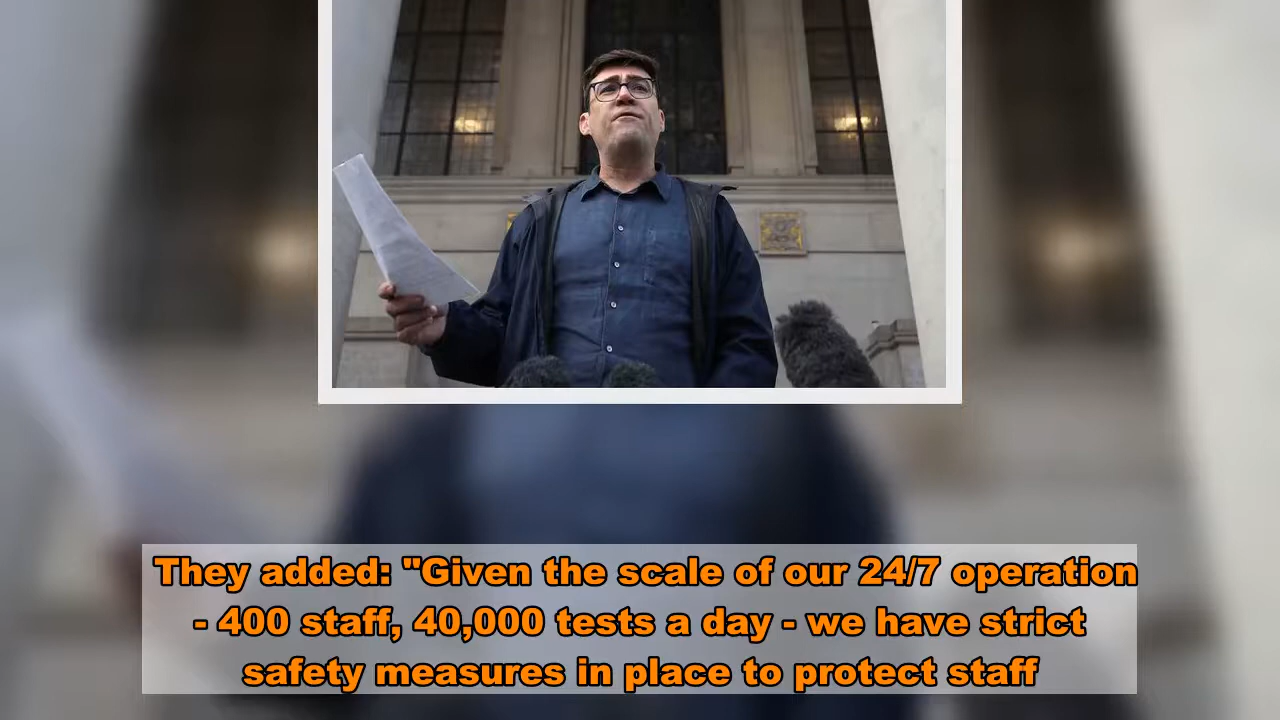 They added: "Given the scale of our 24/7 operation
- 400 staff, 40,000 tests a day - we have strict
safety measures in place to protect staff